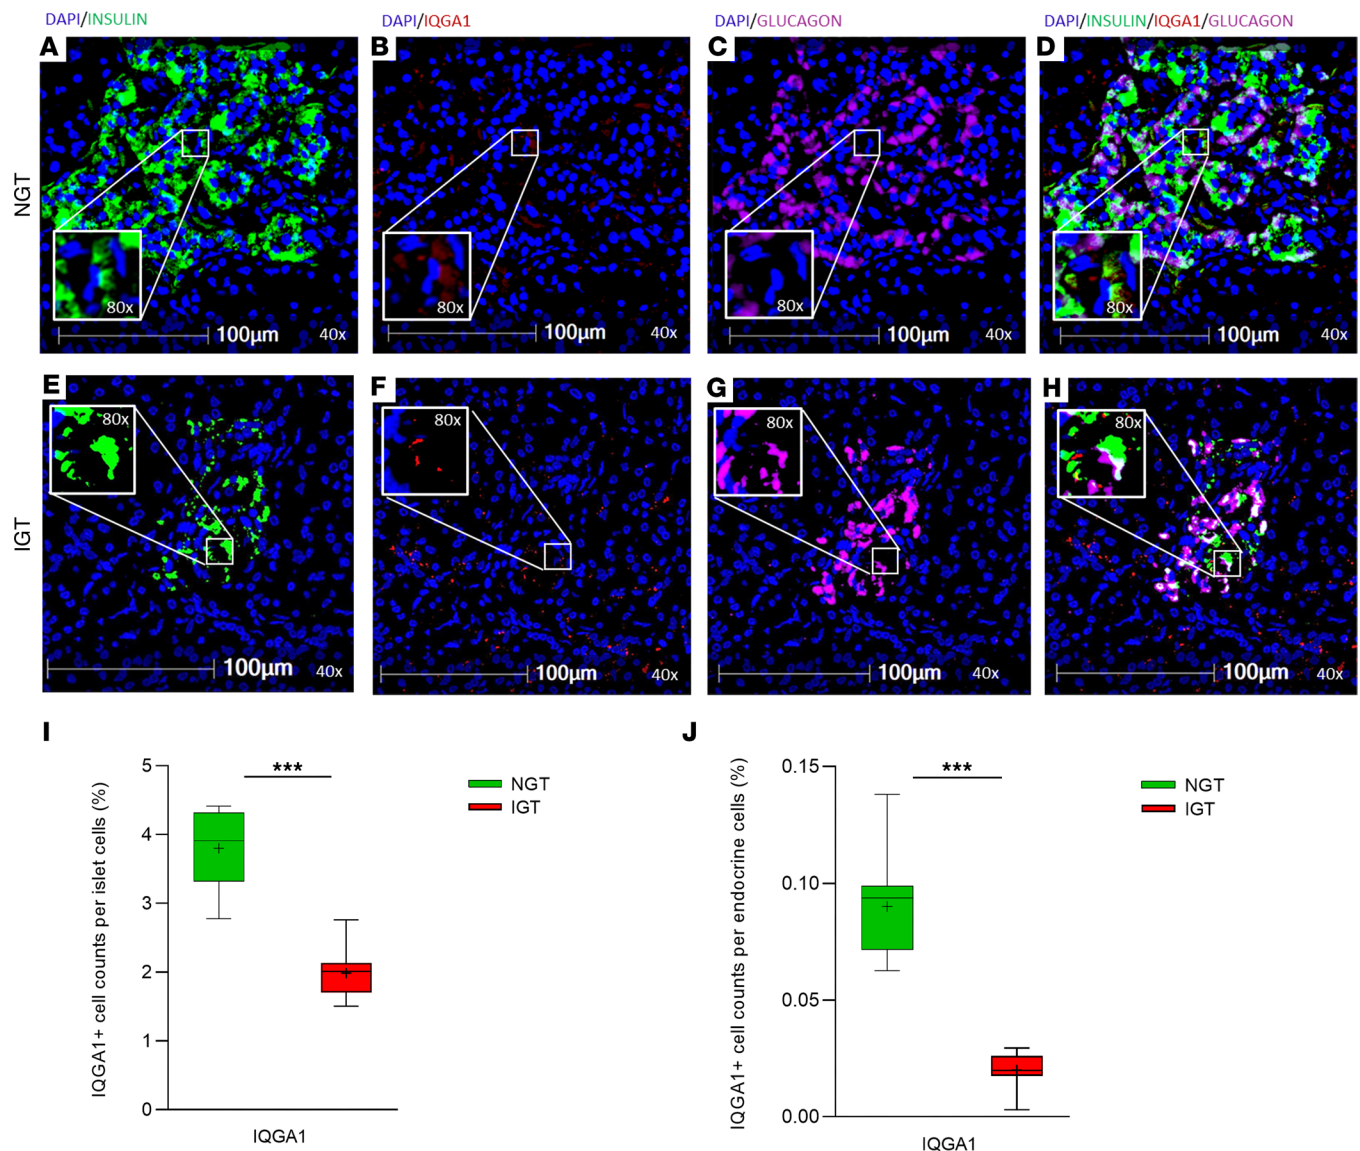 DAPI/INSULIN
DAPI/IQGA1
DAPI/GLUCAGON
DAPI/INSULIN/IQGA1/GLUCAGON
A
B
C
D
NGT
80x
80x
80x
80x
100µm 40x
100µm 40x
100µm 40x
100µm 40x
E
F
G
H
IGT
80x
80x
80x
80x
100µm 40x
100µm 40x
100µm 40x
100µm 40x
I
IQGA1+ cell counts per islet cells (%)
5
4
3
2
1
0
***
NGT
IGT
IQGA1
J
IQGA1+ cell counts per endocrine cells (%)
0.15
0.10
0.05
0.00
***
NGT
IGT
IQGA1